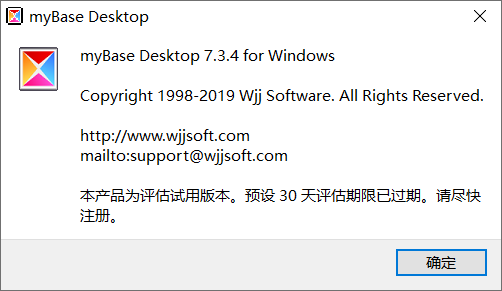 myBase Desktop
myBase Desktop 7.3.4 for Windows
Copyright 1998-2019 Wjj Software. All Rights Reserved.
http://www.wjjsoft.com
mailto:support@wjjsoft.com
本产品为评估试用版本。预设 30 天评估期限已过期。请尽快
注册。
确定